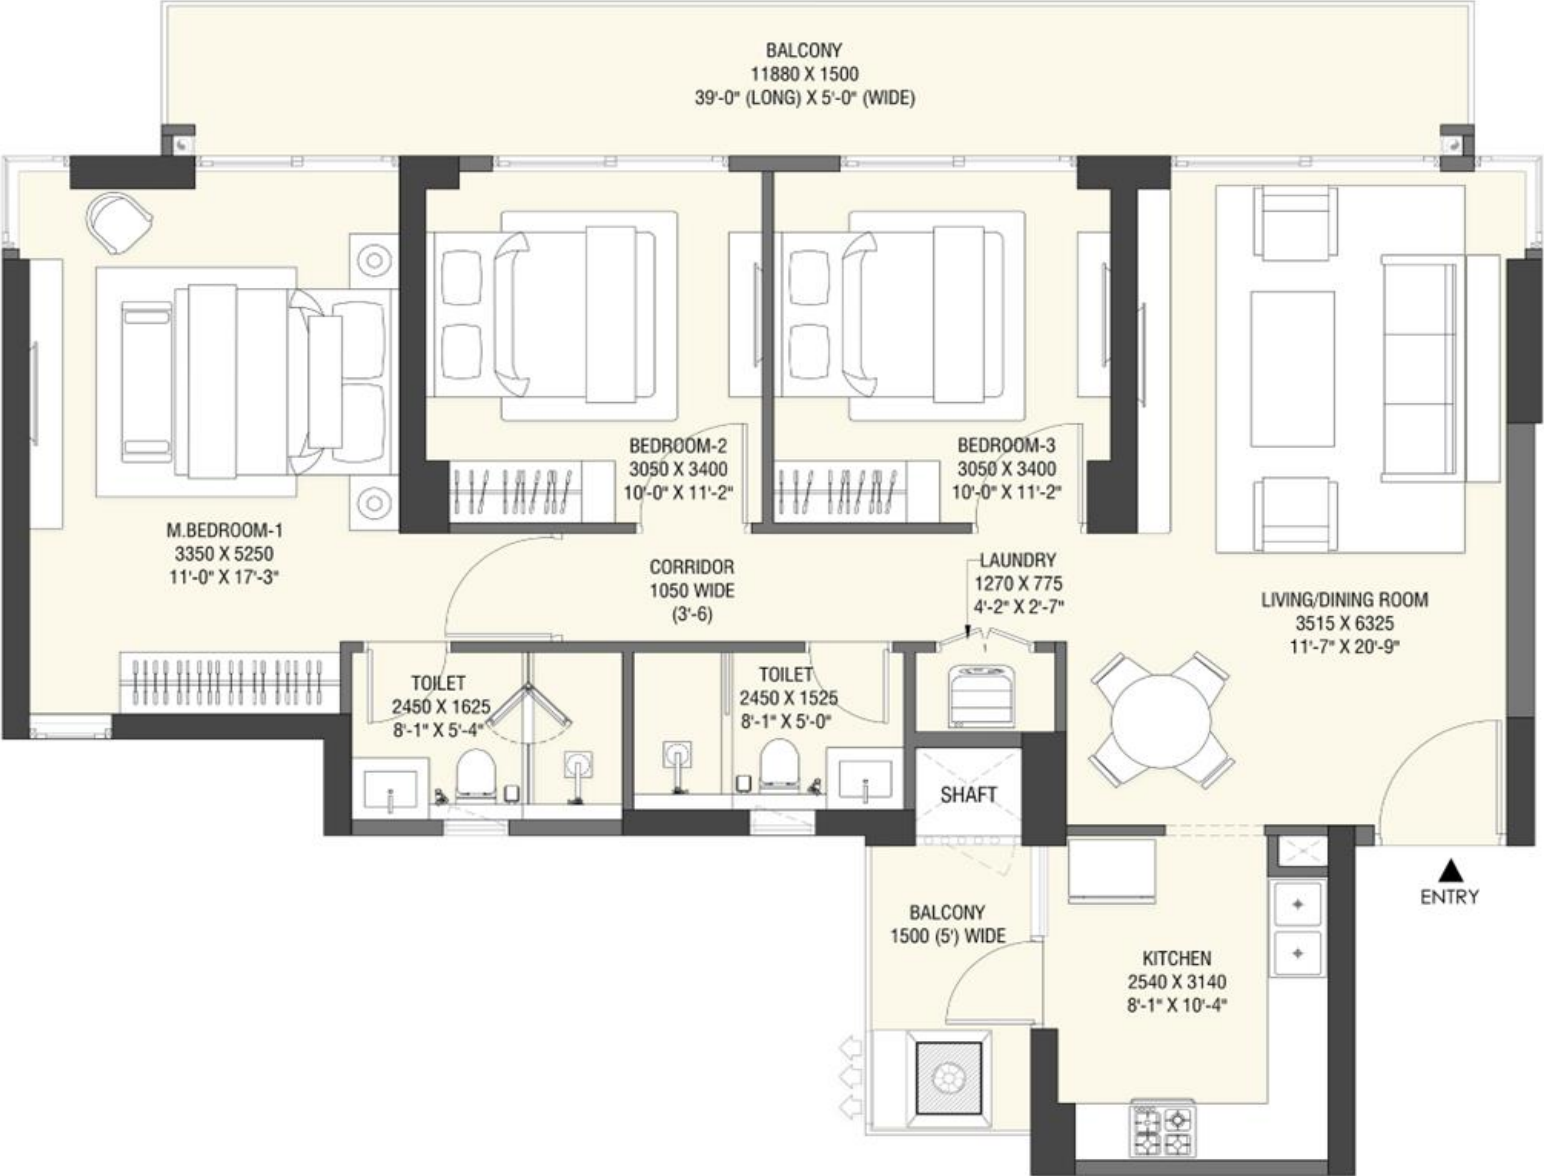 BALCONY
11880 X 1500
39'-0" (LONG) X 5'-0" (WIDE)
BEDROOM-2
3050 X 3400
10'-0" X 11'-2"
BEDROOM-3
3050 X 3400
10'-0" X 11'-2"
M.BEDROOM-1
3350 X 5250
11'-0" X 17'-3"
CORRIDOR
1050 WIDE
(3'-6)
LAUNDRY
1270 X 775
4'-2" X 2'-7"
LIVING/DINING ROOM
3515 X 6325
11'-7" X 20'-9"
TOILET
2450 X 1625
8'-1" X 5'-4"
TOILET
2450 X 1525
8'-1" X 5'-0"
SHAFT
ENTRY
BALCONY
1500 (5') WIDE
KITCHEN
2540 X 3140
8'-1" X 10'-4"